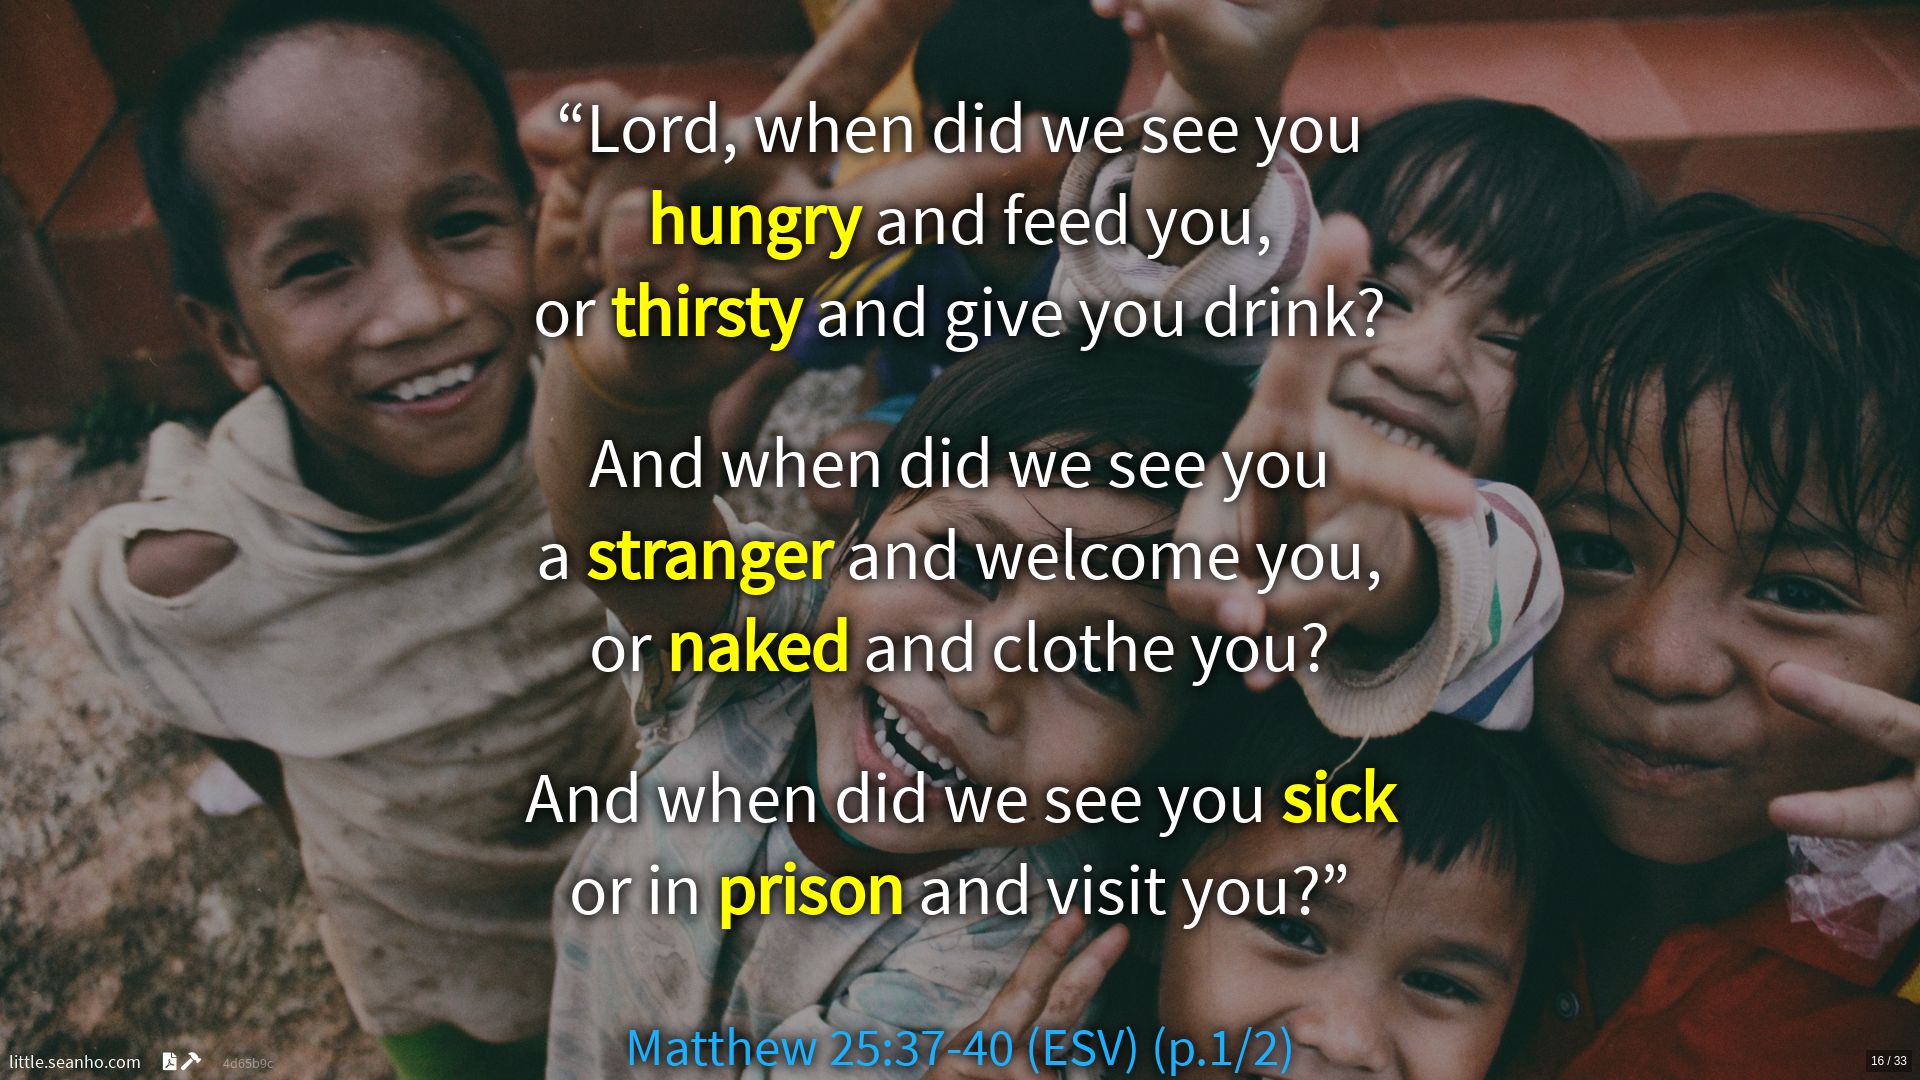 “Lord, when did we see you
hungry and feed you,
or thirsty and give you drink?
And when did we see you
a stranger and welcome you,
or naked and clothe you?
And when did we see you sick
or in prison and visit you?”
Matthew 25:37-40 (ESV) (p.1/2)
little.seanho.com
4d65b9c
16 / 33